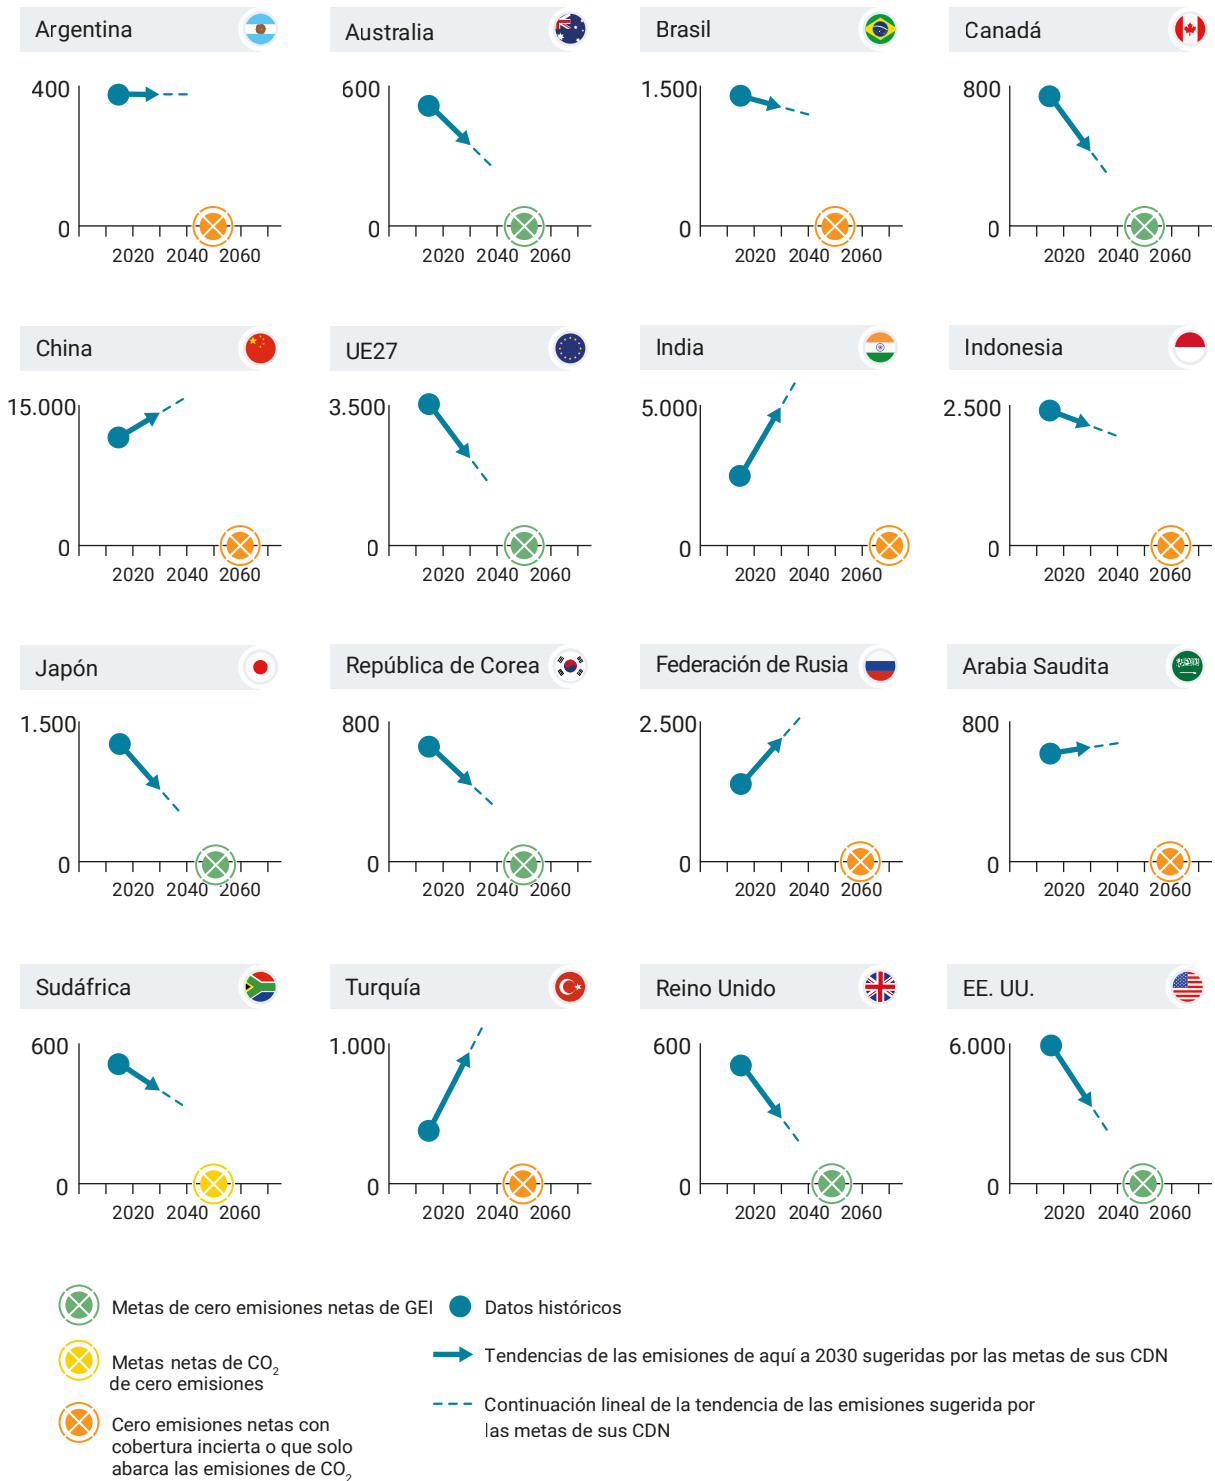 Argentina
Australia
Brasil
Canadá
400
0
2020 2040 2060
600
0
2020 2040 2060
1.500
0
2020 2040 2060
800
0
2020 2040 2060
China
UE27
India
Indonesia
15.000
0
2020 2040 2060
3.500
0
2020 2040 2060
5.000
0
2020 2040 2060
2.500
0
2020 2040 2060
Japón
República de Corea
Federación de Rusia
Arabia Saudita
1.500
0
2020 2040 2060
800
0
2020 2040 2060
2.500
0
2020 2040 2060
800
0
2020 2040 2060
Sudáfrica
Turquía
Reino Unido
EE. UU.
600
0
2020 2040 2060
1.000
0
2020 2040 2060
600
0
2020 2040 2060
6.000
0
2020 2040 2060
Metas de cero emisiones netas de GEI
Metas netas de CO₂
de cero emisiones
Cero emisiones netas con
cobertura incierta o que solo
abarca las emisiones de CO₂
Datos históricos
Tendencias de las emisiones de aquí a 2030 sugeridas por las metas de sus CDN
Continuación lineal de la tendencia de las emisiones sugerida por
las metas de sus CDN